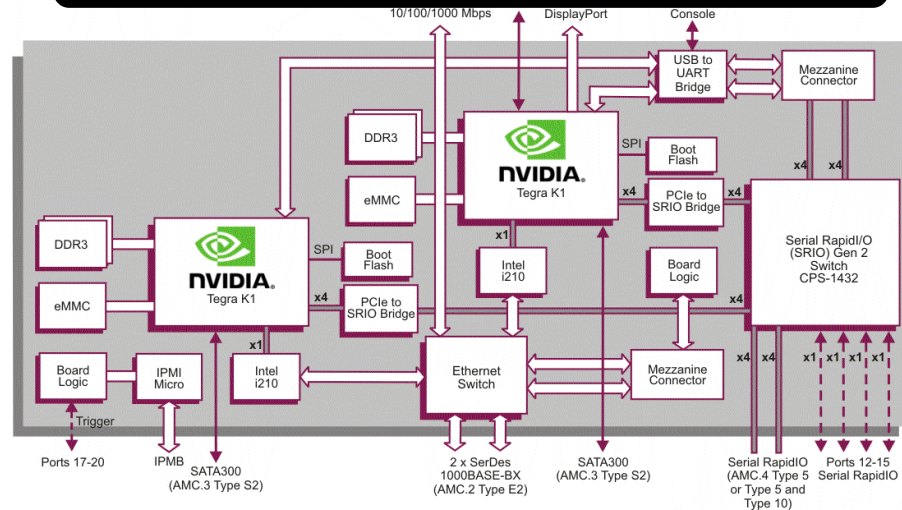 10/100/1000 Mbps
DisplayPort
Console
USB to
UART
Bridge
Mezzanine
Connector
DDR3
NVIDIA®
Tegra K1
SPI
Boot
Flash
x4
x4
eMMC
x4
PCIe to
SRIO Bridge
x4
x1
Serial RapidI/O
(SRIO) Gen 2
Switch
CPS-1432
DDR3
NVIDIA®
Tegra K1
SPI
Boot
Flash
Intel
i210
Board
Logic
eMMC
x4
PCIe to
SRIO Bridge
x4
x1
Board
Logic
IPMI
Micro
Intel
i210
Ethernet
Switch
Mezzanine
Connector
x4
x4
x1
x1
x1
x1
Trigger
Ports 17-20
IPMB
SATA300
(AMC.3 Type S2)
2 x SerDes
1000BASE-BX
(AMC.2 Type E2)
SATA300
(AMC.3 Type S2)
Serial RapidIO
(AMC.4 Type 5
or Type 5 and
Type 10)
Ports 12-15
Serial RapidIO